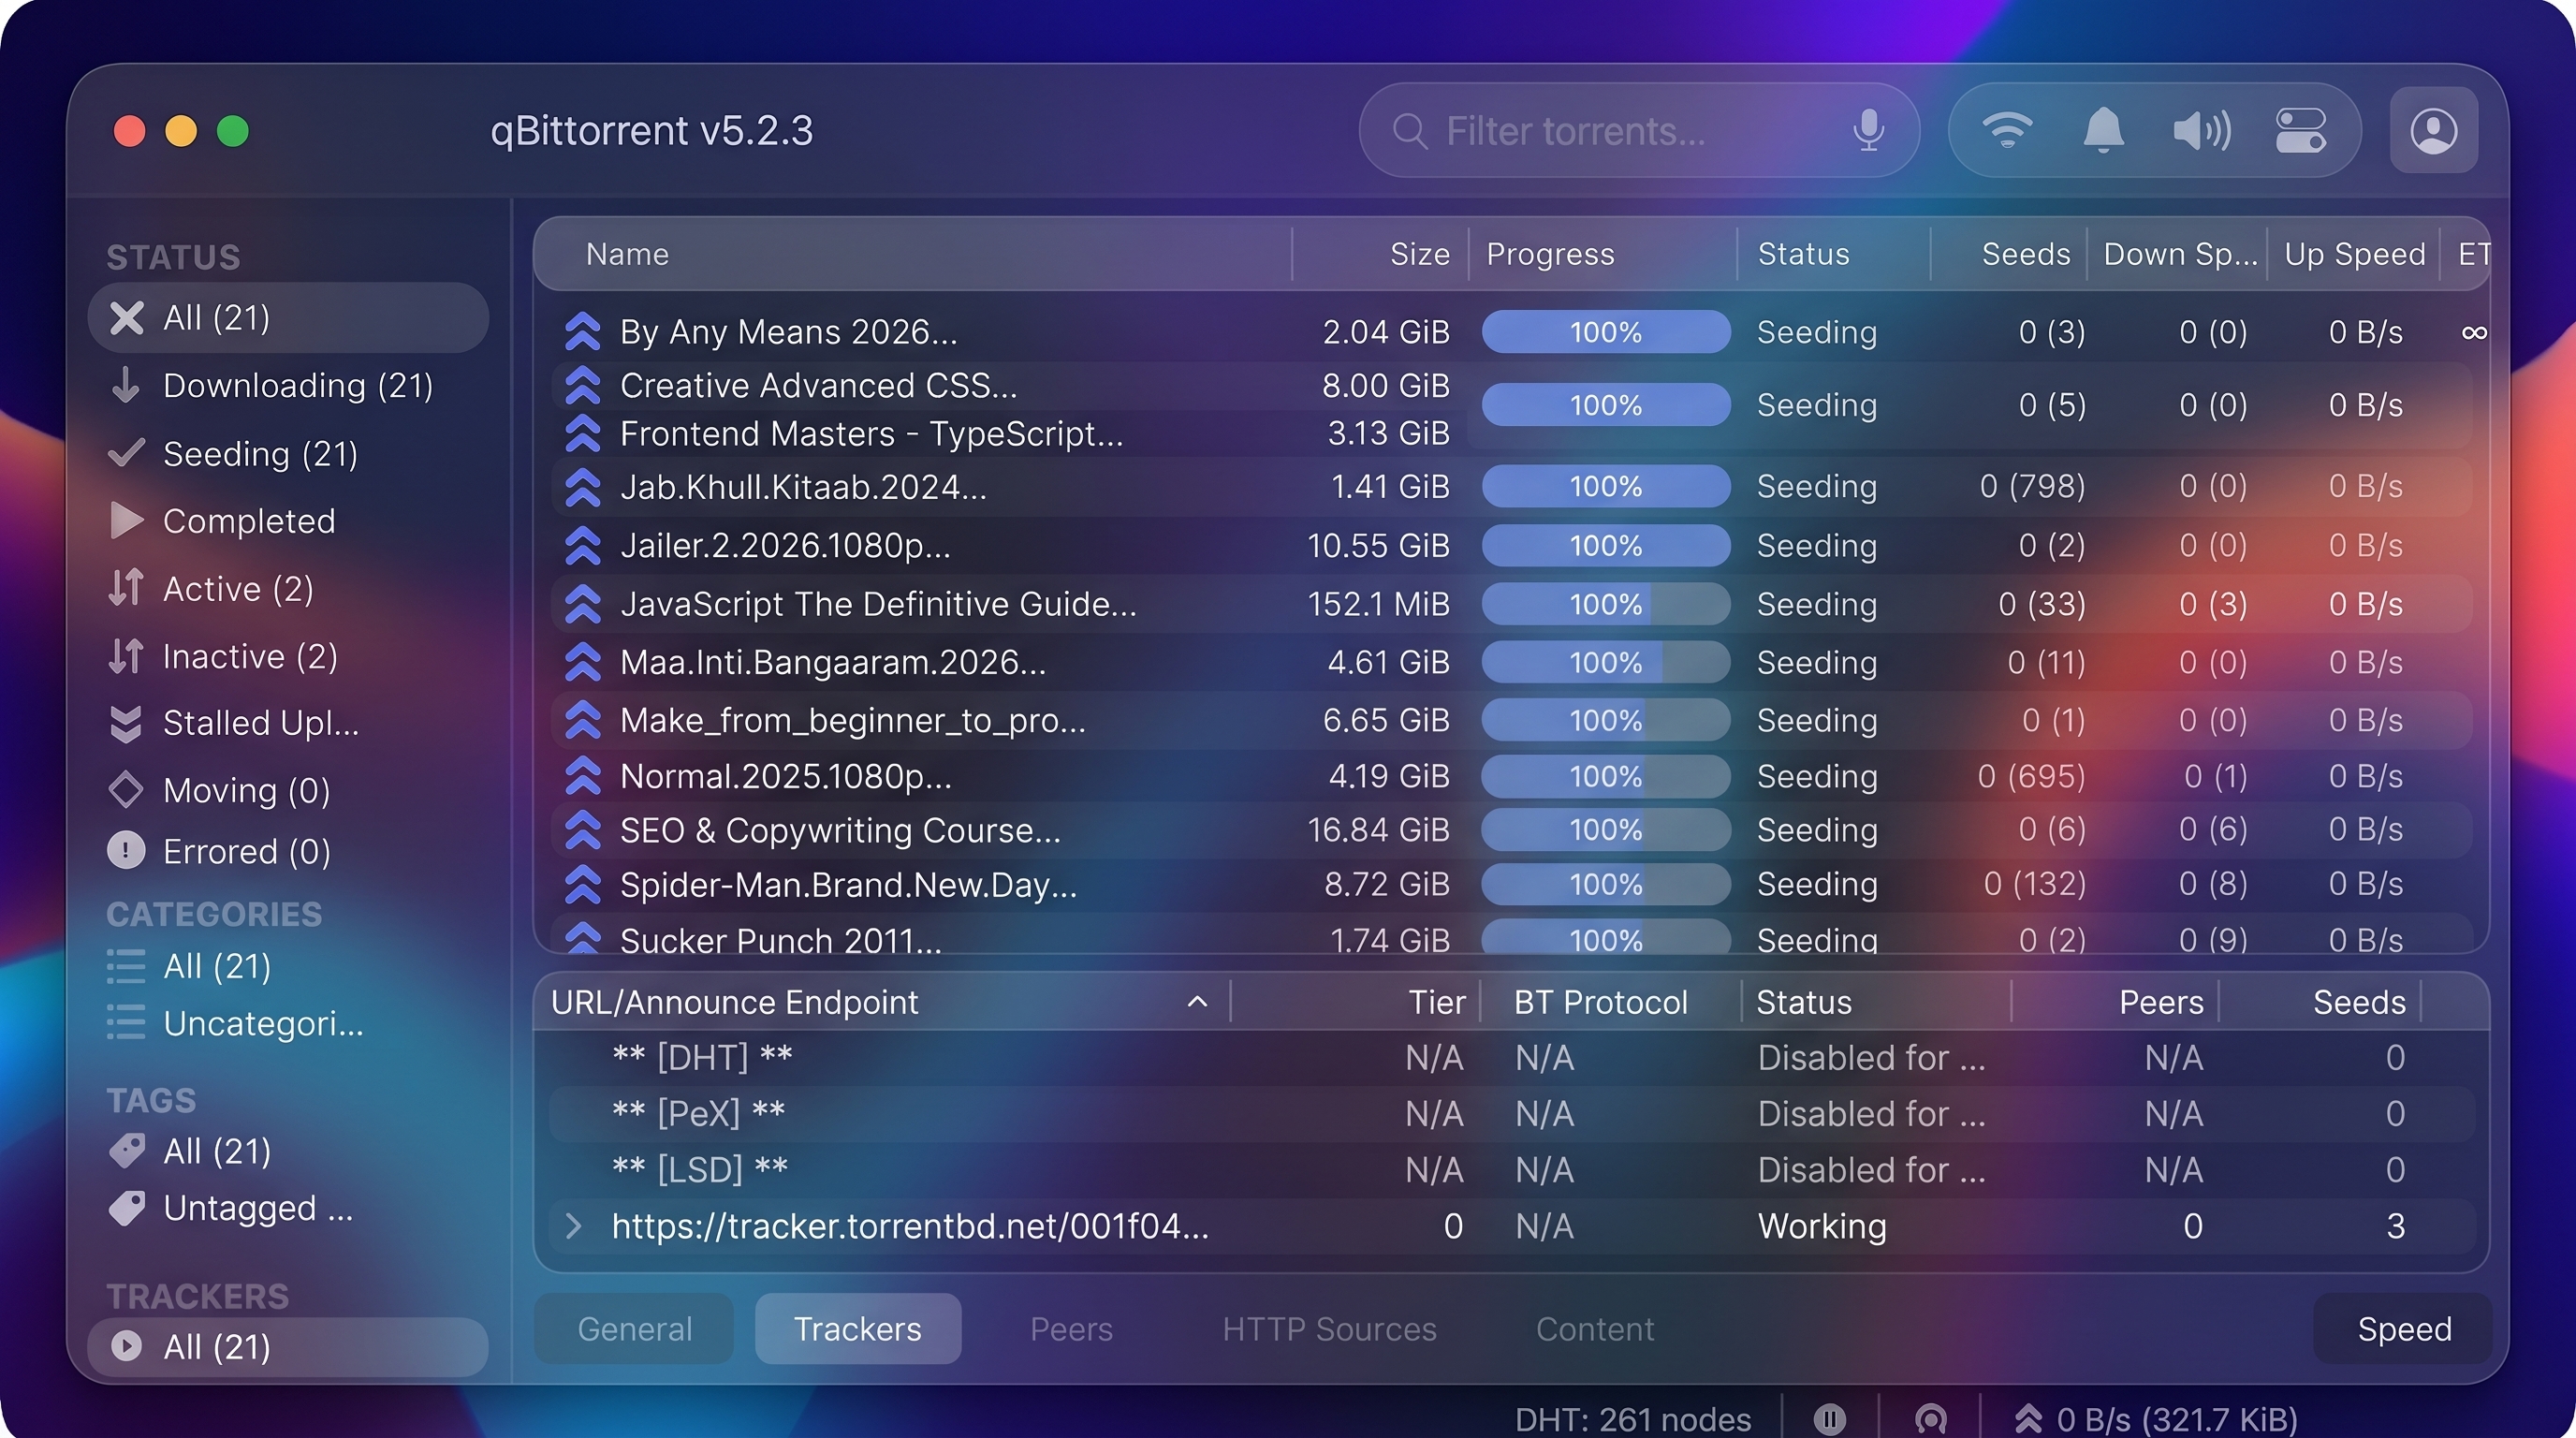 qBittorrent v5.2.3
Filter torrents...
STATUS
All (21)
Downloading (21)
Seeding (21)
Completed
Active (2)
Inactive (2)
Stalled Upl...
Moving (0)
Errored (0)
CATEGORIES
All (21)
Uncategori...
TAGS
All (21)
Untagged ...
TRACKERS
All (21)
Name Size Progress Status Seeds Down Sp... Up Speed ET
By Any Means 2026... 2.04 GiB 100% Seeding 0 (3) 0 (0) 0 B/s ∞
Creative Advanced CSS... 8.00 GiB 100% Seeding 0 (5) 0 (0) 0 B/s
Frontend Masters - TypeScript... 3.13 GiB
Jab.Khull.Kitaab.2024... 1.41 GiB 100% Seeding 0 (798) 0 (0) 0 B/s
Jailer.2.2026.1080p... 10.55 GiB 100% Seeding 0 (2) 0 (0) 0 B/s
JavaScript The Definitive Guide... 152.1 MiB 100% Seeding 0 (33) 0 (3) 0 B/s
Maa.Inti.Bangaaram.2026... 4.61 GiB 100% Seeding 0 (11) 0 (0) 0 B/s
Make_from_beginner_to_pro... 6.65 GiB 100% Seeding 0 (1) 0 (0) 0 B/s
Normal.2025.1080p... 4.19 GiB 100% Seeding 0 (695) 0 (1) 0 B/s
SEO & Copywriting Course... 16.84 GiB 100% Seeding 0 (6) 0 (6) 0 B/s
Spider-Man.Brand.New.Day... 8.72 GiB 100% Seeding 0 (132) 0 (8) 0 B/s
Sucker Punch 2011... 1.74 GiB 100% Seeding 0 (2) 0 (9) 0 B/s
URL/Announce Endpoint Tier BT Protocol Status Peers Seeds
** [DHT] ** N/A N/A Disabled for ... N/A 0
** [PeX] ** N/A N/A Disabled for ... N/A 0
** [LSD] ** N/A N/A Disabled for ... N/A 0
https://tracker.torrentbd.net/001f04... 0 N/A Working 0 3
General Trackers Peers HTTP Sources Content Speed
DHT: 261 nodes 0 B/s (321.7 KiB)